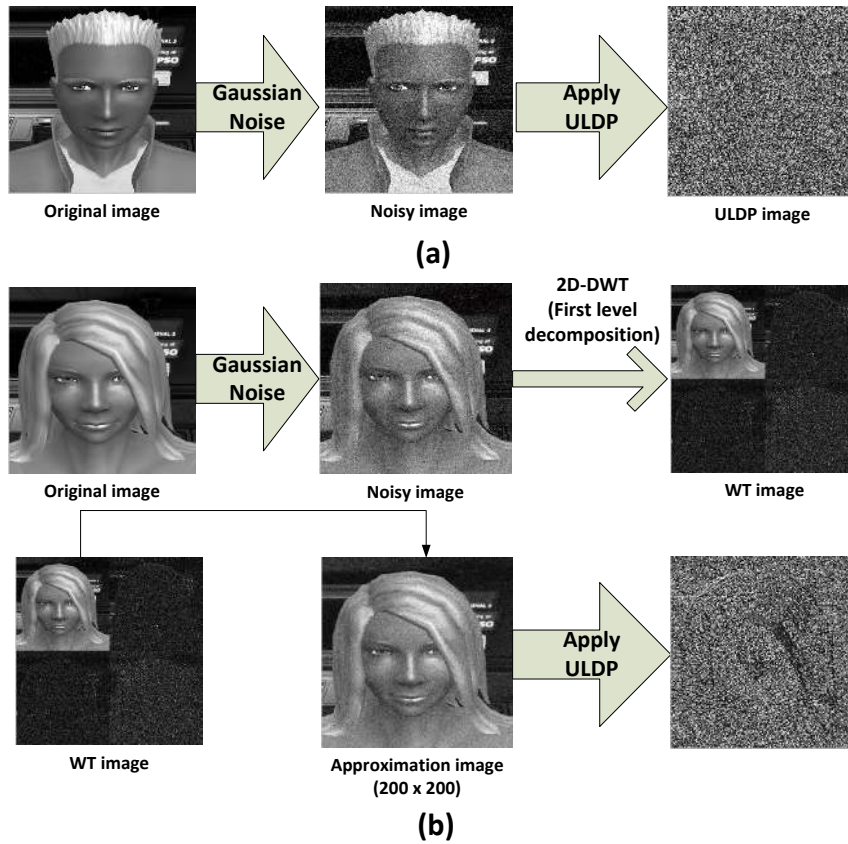 Gaussian
Noise
Apply
ULDP
Original image
Noisy image
ULDP image
(a)
2D-DWT
(First level
decomposition)
Gaussian
Noise
Original image
Noisy image
WT image
Apply
ULDP
WT image
Approximation image
(200 x 200)
(b)